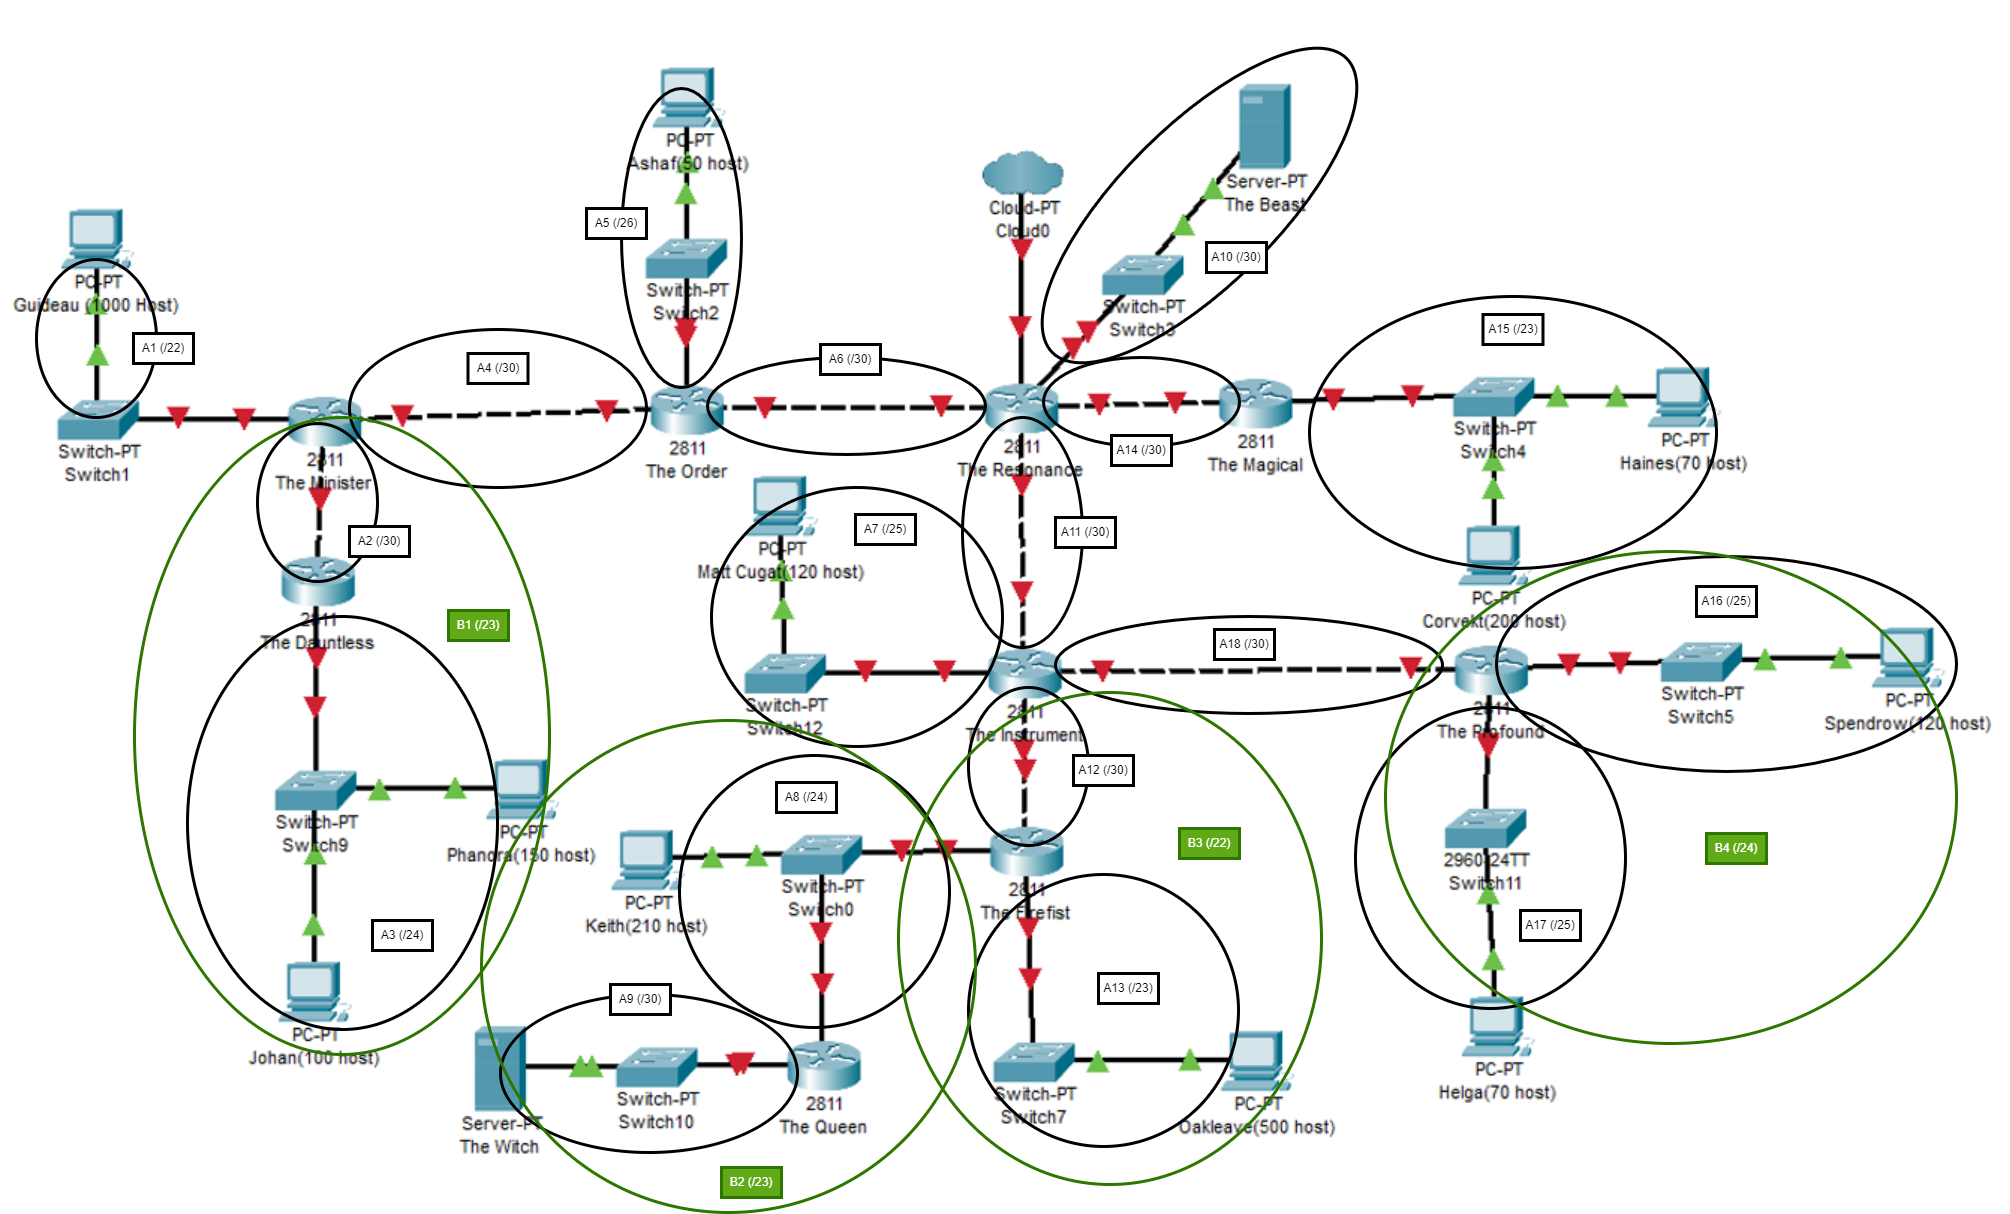 PC-PT
Ashaf(50 host)
A5 (/26)
Switch-PT
Switch2
Cloud-PT
Cloud0
Server-PT
The Beast
A10 (/30)
Switch-PT
Switch3
PC-PT
Guideau (1000 Host)
A1 (/22)
Switch-PT
Switch1
A4 (/30)
A6 (/30)
A15 (/23)
2811
The Minister
2811
The Order
2811
The Resonance
A14 (/30)
2811
The Magical
Switch-PT
Switch4
PC-PT
Haines(70 host)
A2 (/30)
A7 (/25)
A11 (/30)
PC-PT
Matt Cugat(120 host)
PC-PT
Corvekt(200 host)
A16 (/25)
2811
The Dauntless
B1 (/23)
A18 (/30)
Switch-PT
Switch12
2811
The Instrument
2811
The Profound
Switch-PT
Switch5
PC-PT
Spendrow(120 host)
A12 (/30)
A8 (/24)
Switch-PT
Switch9
PC-PT
Phanora(150 host)
B3 (/22)
B4 (/24)
2960-24TT
Switch11
PC-PT
Keith(210 host)
Switch-PT
Switch0
2811
The Firefist
A3 (/24)
A17 (/25)
A9 (/30)
A13 (/23)
PC-PT
Johan(100 host)
PC-PT
Helga(70 host)
Server-PT
The Witch
Switch-PT
Switch10
2811
The Queen
Switch-PT
Switch7
PC-PT
Oakleave(500 host)
B2 (/23)